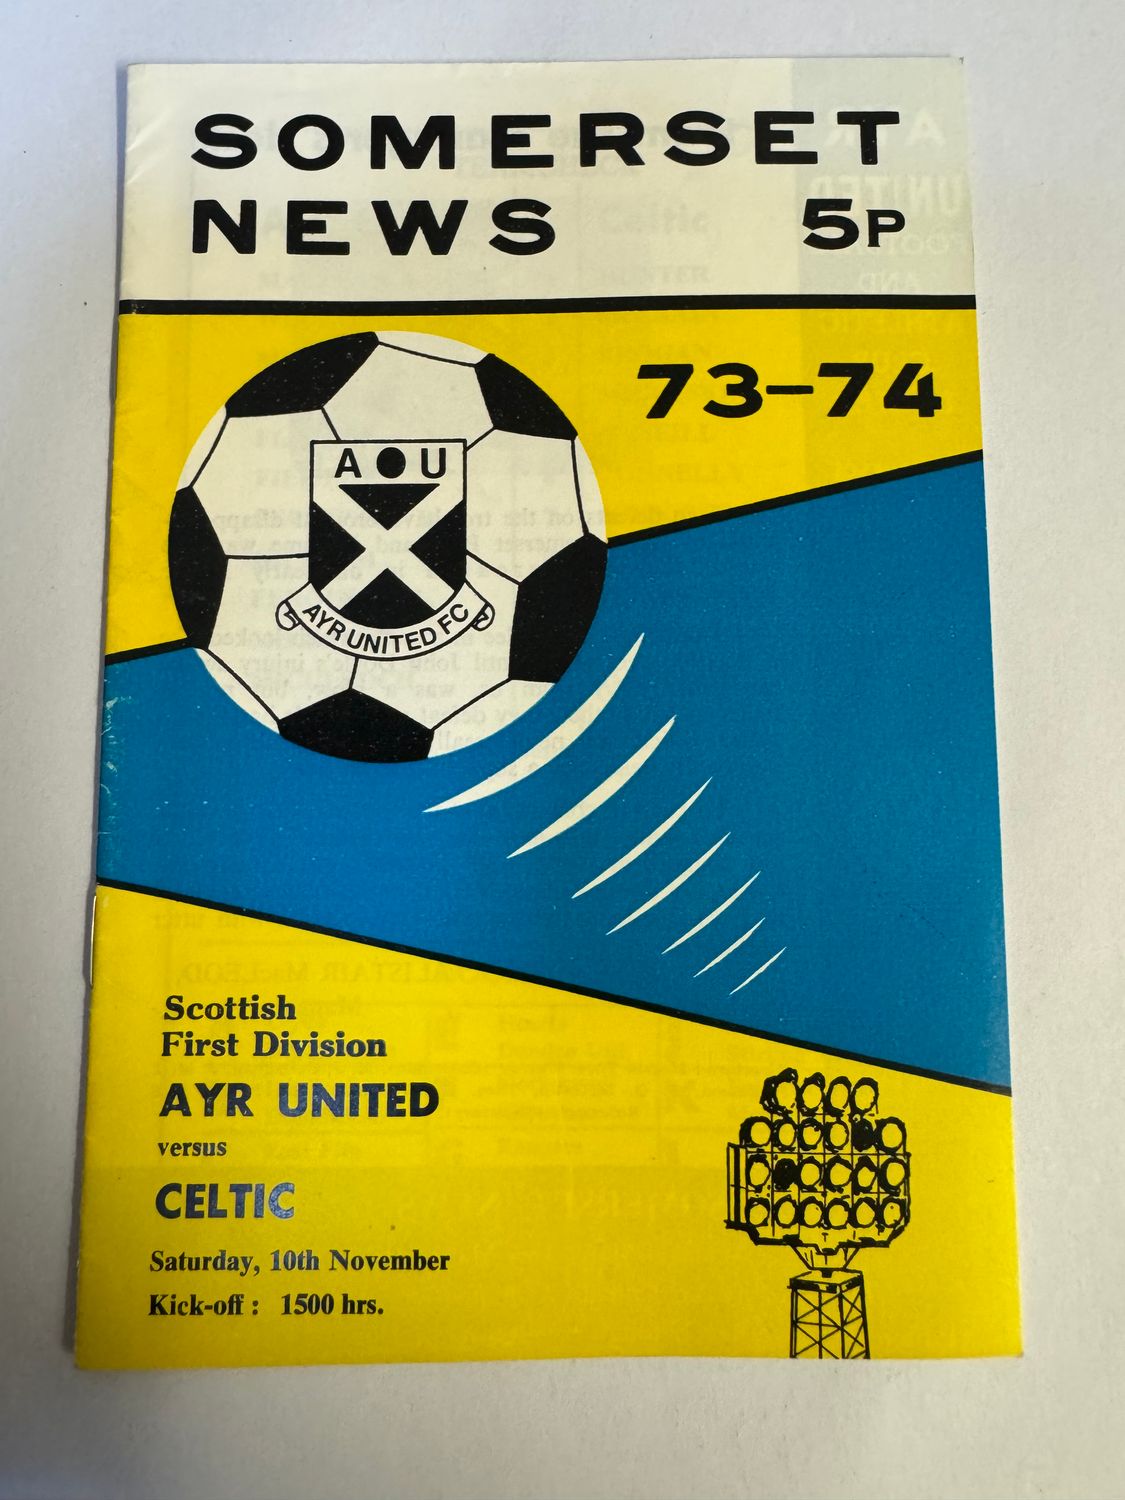 SOMERSET
NEWS 5P
73-74
A U
AYR UNITED FC
Scottish
First Division
AYR UNITED
versus
CELTIC
Saturday, 10th November
Kick-off : 1500 hrs.